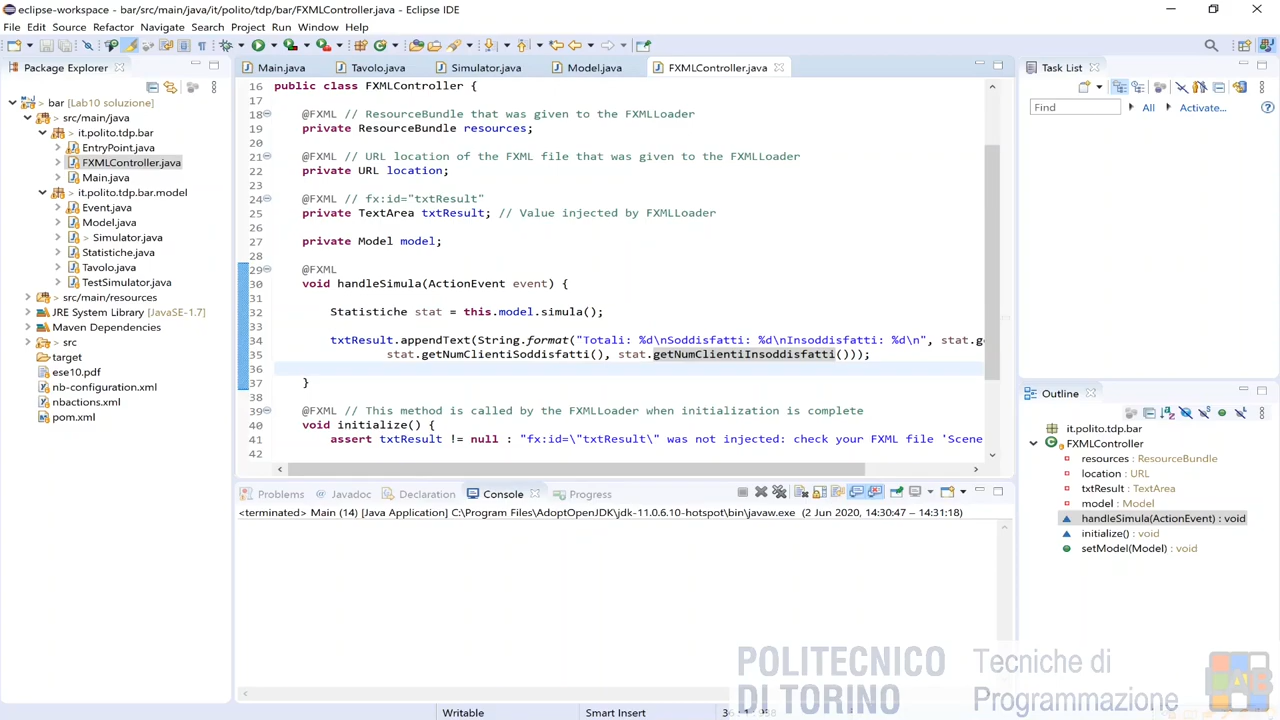 eclipse-workspace - bar/src/main/java/it/polito/tdp/bar/FXMLController.java - Eclipse IDE
File Edit Source Refactor Navigate Search Project Run Window Help
Package Explorer
bar [Lab10 soluzione]
src/main/java
it.polito.tdp.bar
EntryPoint.java
FXMLController.java
Main.java
it.polito.tdp.bar.model
Event.java
Model.java
> Simulator.java
Statistiche.java
Tavolo.java
TestSimulator.java
src/main/resources
JRE System Library [JavaSE-1.7]
Maven Dependencies
src
target
ese10.pdf
nb-configuration.xml
nbactions.xml
pom.xml
Main.java Tavolo.java Simulator.java Model.java FXMLController.java
16 public class FXMLController {
17
18 @FXML // ResourceBundle that was given to the FXMLLoader
19 private ResourceBundle resources;
20
21 @FXML // URL location of the FXML file that was given to the FXMLLoader
22 private URL location;
23
24 @FXML // fx:id="txtResult"
25 private TextArea txtResult; // Value injected by FXMLLoader
26
27 private Model model;
28
29 @FXML
30 void handleSimula(ActionEvent event) {
31
32 Statistiche stat = this.model.simula();
33
34 txtResult.appendText(String.format("Totali: %d\nSoddisfatti: %d\nInsoddisfatti: %d\n", stat.ge
35 stat.getNumClientiSoddisfatti(), stat.getNumClientiInsoddisfatti()));
36
37 }
38
39 @FXML // This method is called by the FXMLLoader when initialization is complete
40 void initialize() {
41 assert txtResult != null : "fx:id=\"txtResult\" was not injected: check your FXML file 'Scene
42
Problems Javadoc Declaration Console Progress
<terminated> Main (14) [Java Application] C:\Program Files\AdoptOpenJDK\jdk-11.0.6.10-hotspot\bin\javaw.exe (2 Jun 2020, 14:30:47 – 14:31:18)
Task List
Find All Activate...
Outline
it.polito.tdp.bar
FXMLController
resources : ResourceBundle
location : URL
txtResult : TextArea
model : Model
handleSimula(ActionEvent) : void
initialize() : void
setModel(Model) : void
POLITECNICO
DI TORINO
Tecniche di
Programmazione
Writable Smart Insert